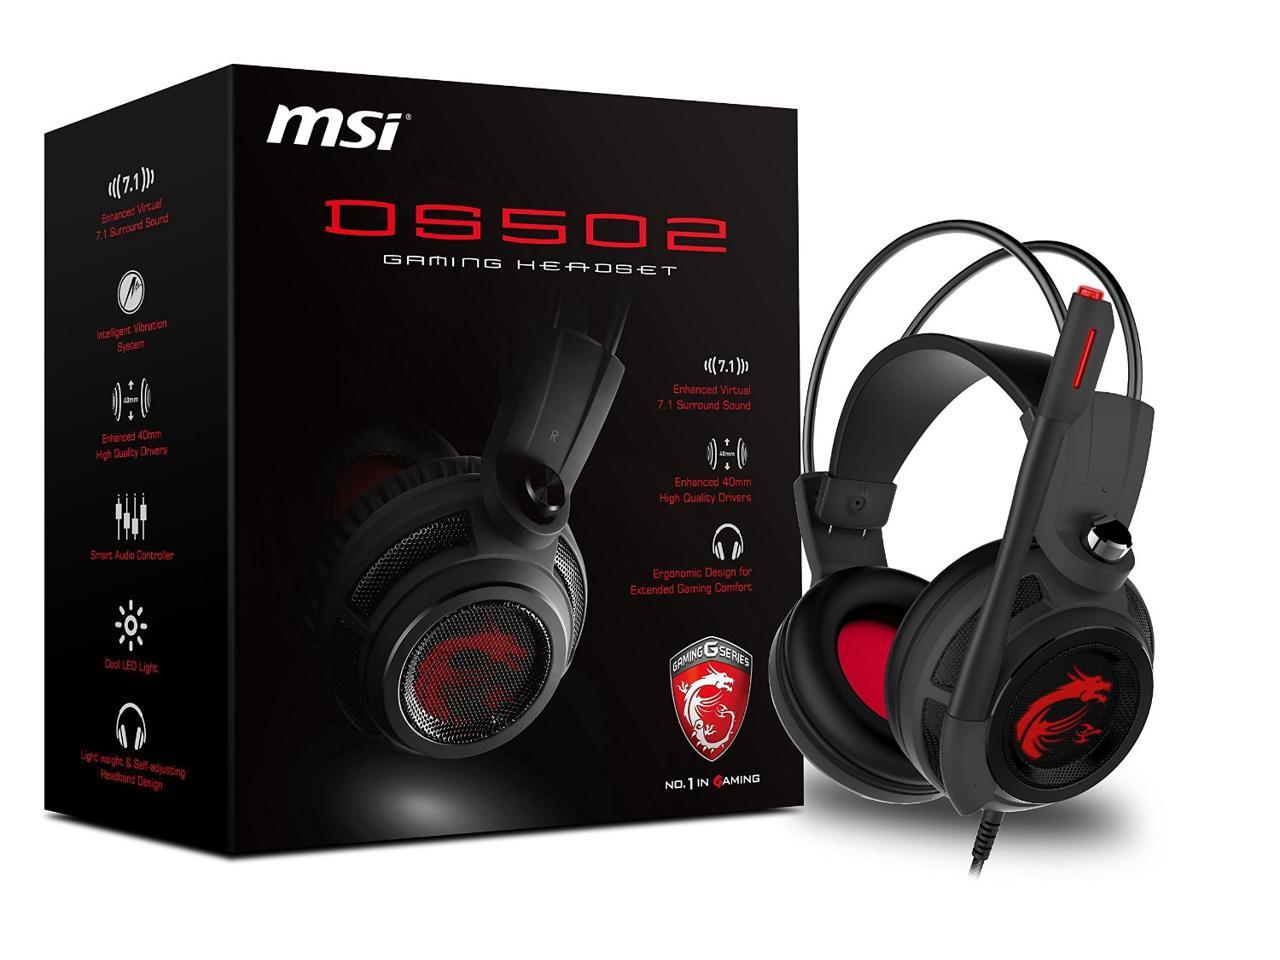 msi®
DS502
GAMING HEADSET
((7.1))
Enhanced Virtual
7.1 Surround Sound
Intelligent Vibration
System
40mm
Enhanced 40mm
High Quality Drivers
Smart Audio Controller
Cool LED Light
Light weight & Self-adjusting
Headband Design
R
((7.1))
Enhanced Virtual
7.1 Surround Sound
40mm
Enhanced 40mm
High Quality Drivers
Ergonomic Design for
Extended Gaming Comfort
GAMING G SERIES
NO.1 IN GAMING
R
L